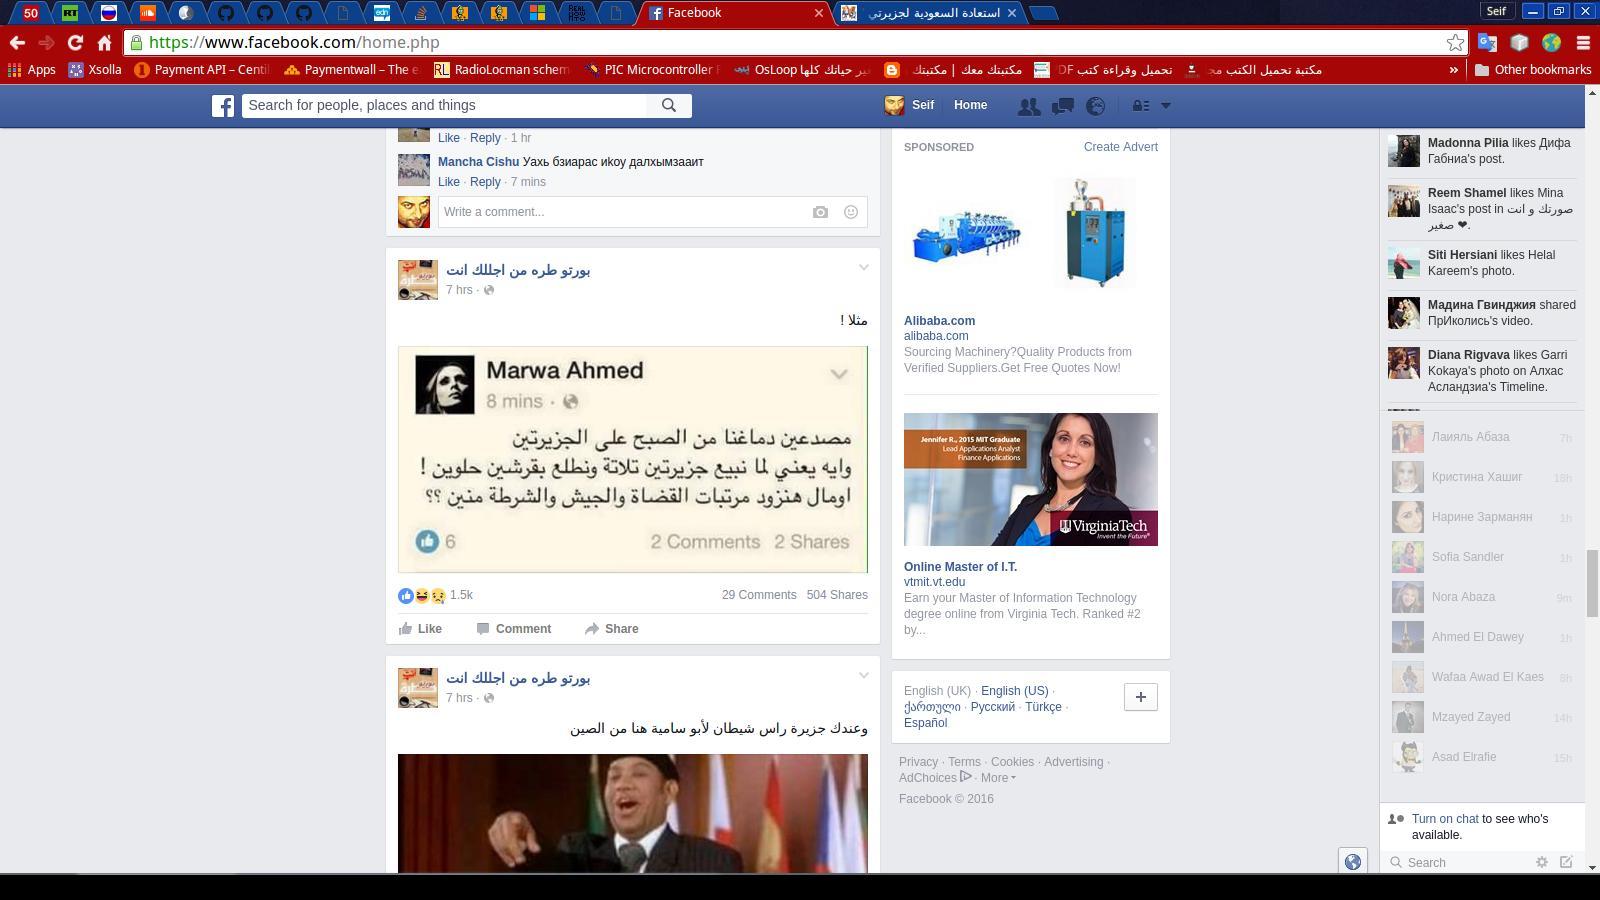 50
RT
edn
Facebook
استعادة السعودية لجزيرتي
Seif
https://www.facebook.com/home.php
Apps
Xsolla
Payment API – Centi
Paymentwall – The e
RL RadioLocman schem
PIC Microcontroller F
OsLoop غير حياتك كلها
مكتبتك معك | مكتبتك
تحميل وقراءة كتب DF
مكتبة تحميل الكتب مج
»
Other bookmarks
Search for people, places and things
Seif
Home
Like · Reply · 1 hr
Mancha Cishu Уахь бзиарас иkоу далхымзааит
Like · Reply · 7 mins
Write a comment...
بورتو طره من اجللك انت
7 hrs ·
مثلا !
Marwa Ahmed
8 mins ·
مصدعين دماغنا من الصبح على الجزيرتين
وايه يعني لما نبيع جزيرتين تلاتة ونطلع بقرشين حلوين !
اومال هنزود مرتبات القضاة والجيش والشرطة منين ؟؟
6
2 Comments 2 Shares
1.5k
29 Comments 504 Shares
Like
Comment
Share
بورتو طره من اجللك انت
7 hrs ·
وعندك جزيرة راس شيطان لأبو سامية هنا من الصين
SPONSORED
Create Advert
Alibaba.com
alibaba.com
Sourcing Machinery?Quality Products from
Verified Suppliers.Get Free Quotes Now!
Jennifer R., 2015 MIT Graduate
Lead Applications Analyst
Finance Applications
VirginiaTech
Invent the Future®
Online Master of I.T.
vtmit.vt.edu
Earn your Master of Information Technology
degree online from Virginia Tech. Ranked #2
by...
English (UK) · English (US) ·
ქართული · Русский · Türkçe ·
Español
+
Privacy · Terms · Cookies · Advertising ·
AdChoices · More
Facebook © 2016
Madonna Pilia likes Дифа
Габниа's post.
Reem Shamel likes Mina
Isaac's post in صورتك و انت
صغير ❤.
Siti Hersiani likes Helal
Kareem's photo.
Мадина Гвинджия shared
ПрИколись's video.
Diana Rigvava likes Garri
Kokaya's photo on Алхас
Асландзиа's Timeline.
Лаияль Абаза 7h
Кристина Хашиг 18h
Нарине Зарманян 1h
Sofia Sandler 1h
Nora Abaza 9m
Ahmed El Dawey 1h
Wafaa Awad El Kaes 8h
Mzayed Zayed 14h
Asad Elrafie 15h
Turn on chat to see who's
available.
Search